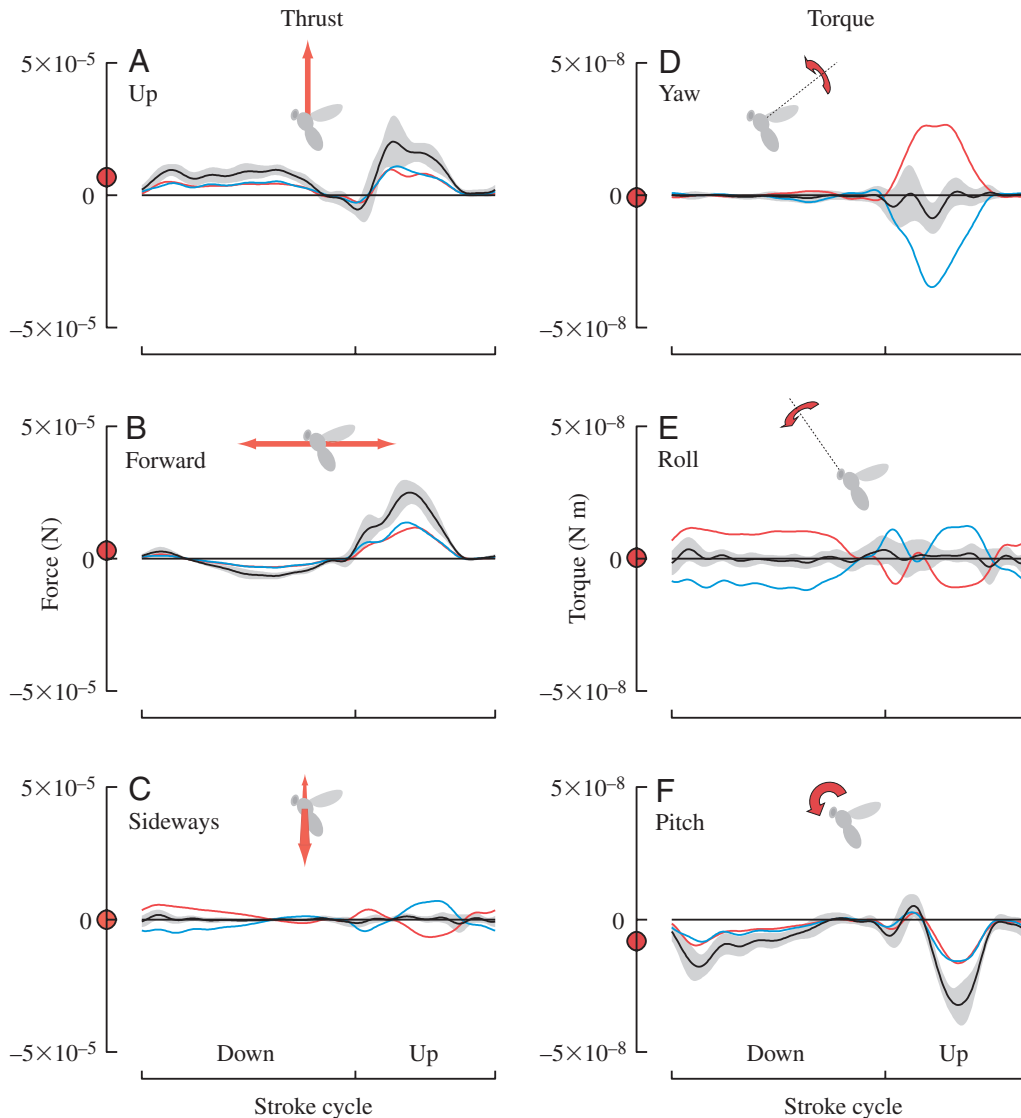 Thrust
Torque
5×10⁻⁵
A
Up
0
−5×10⁻⁵
5×10⁻⁸
D
Yaw
0
−5×10⁻⁸
5×10⁻⁵
B
Forward
0
−5×10⁻⁵
Force (N)
5×10⁻⁸
E
Roll
0
−5×10⁻⁸
Torque (N m)
5×10⁻⁵
C
Sideways
0
−5×10⁻⁵
Down
Up
Stroke cycle
5×10⁻⁸
F
Pitch
0
−5×10⁻⁸
Down
Up
Stroke cycle